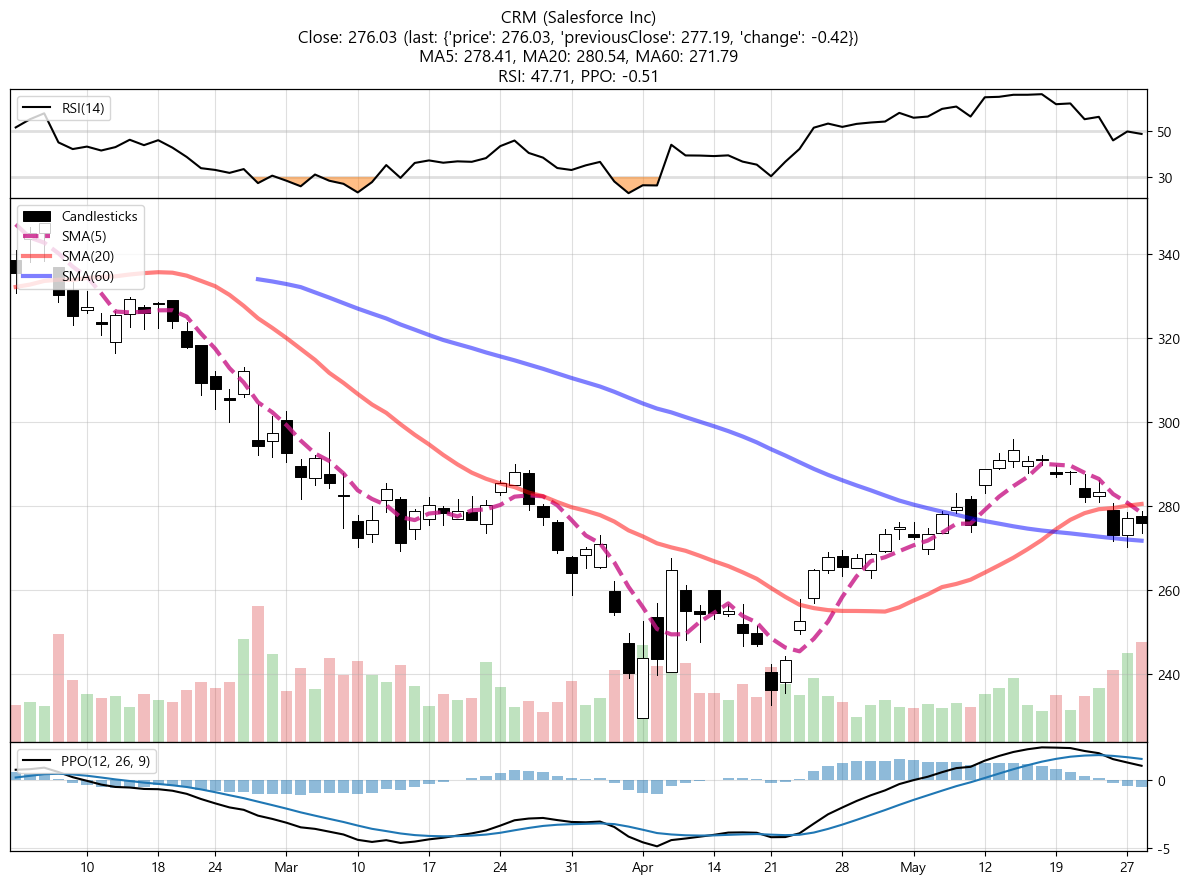 CRM (Salesforce Inc)
Close: 276.03 (last: {'price': 276.03, 'previousClose': 277.19, 'change': -0.42})
MA5: 278.41, MA20: 280.54, MA60: 271.79
RSI: 47.71, PPO: -0.51
RSI(14)
50
30
Candlesticks
SMA(5)
SMA(20)
SMA(60)
340
320
300
280
260
240
PPO(12, 26, 9)
0
-5
10 18 24 Mar 10 17 24 31 Apr 14 21 28 May 12 19 27